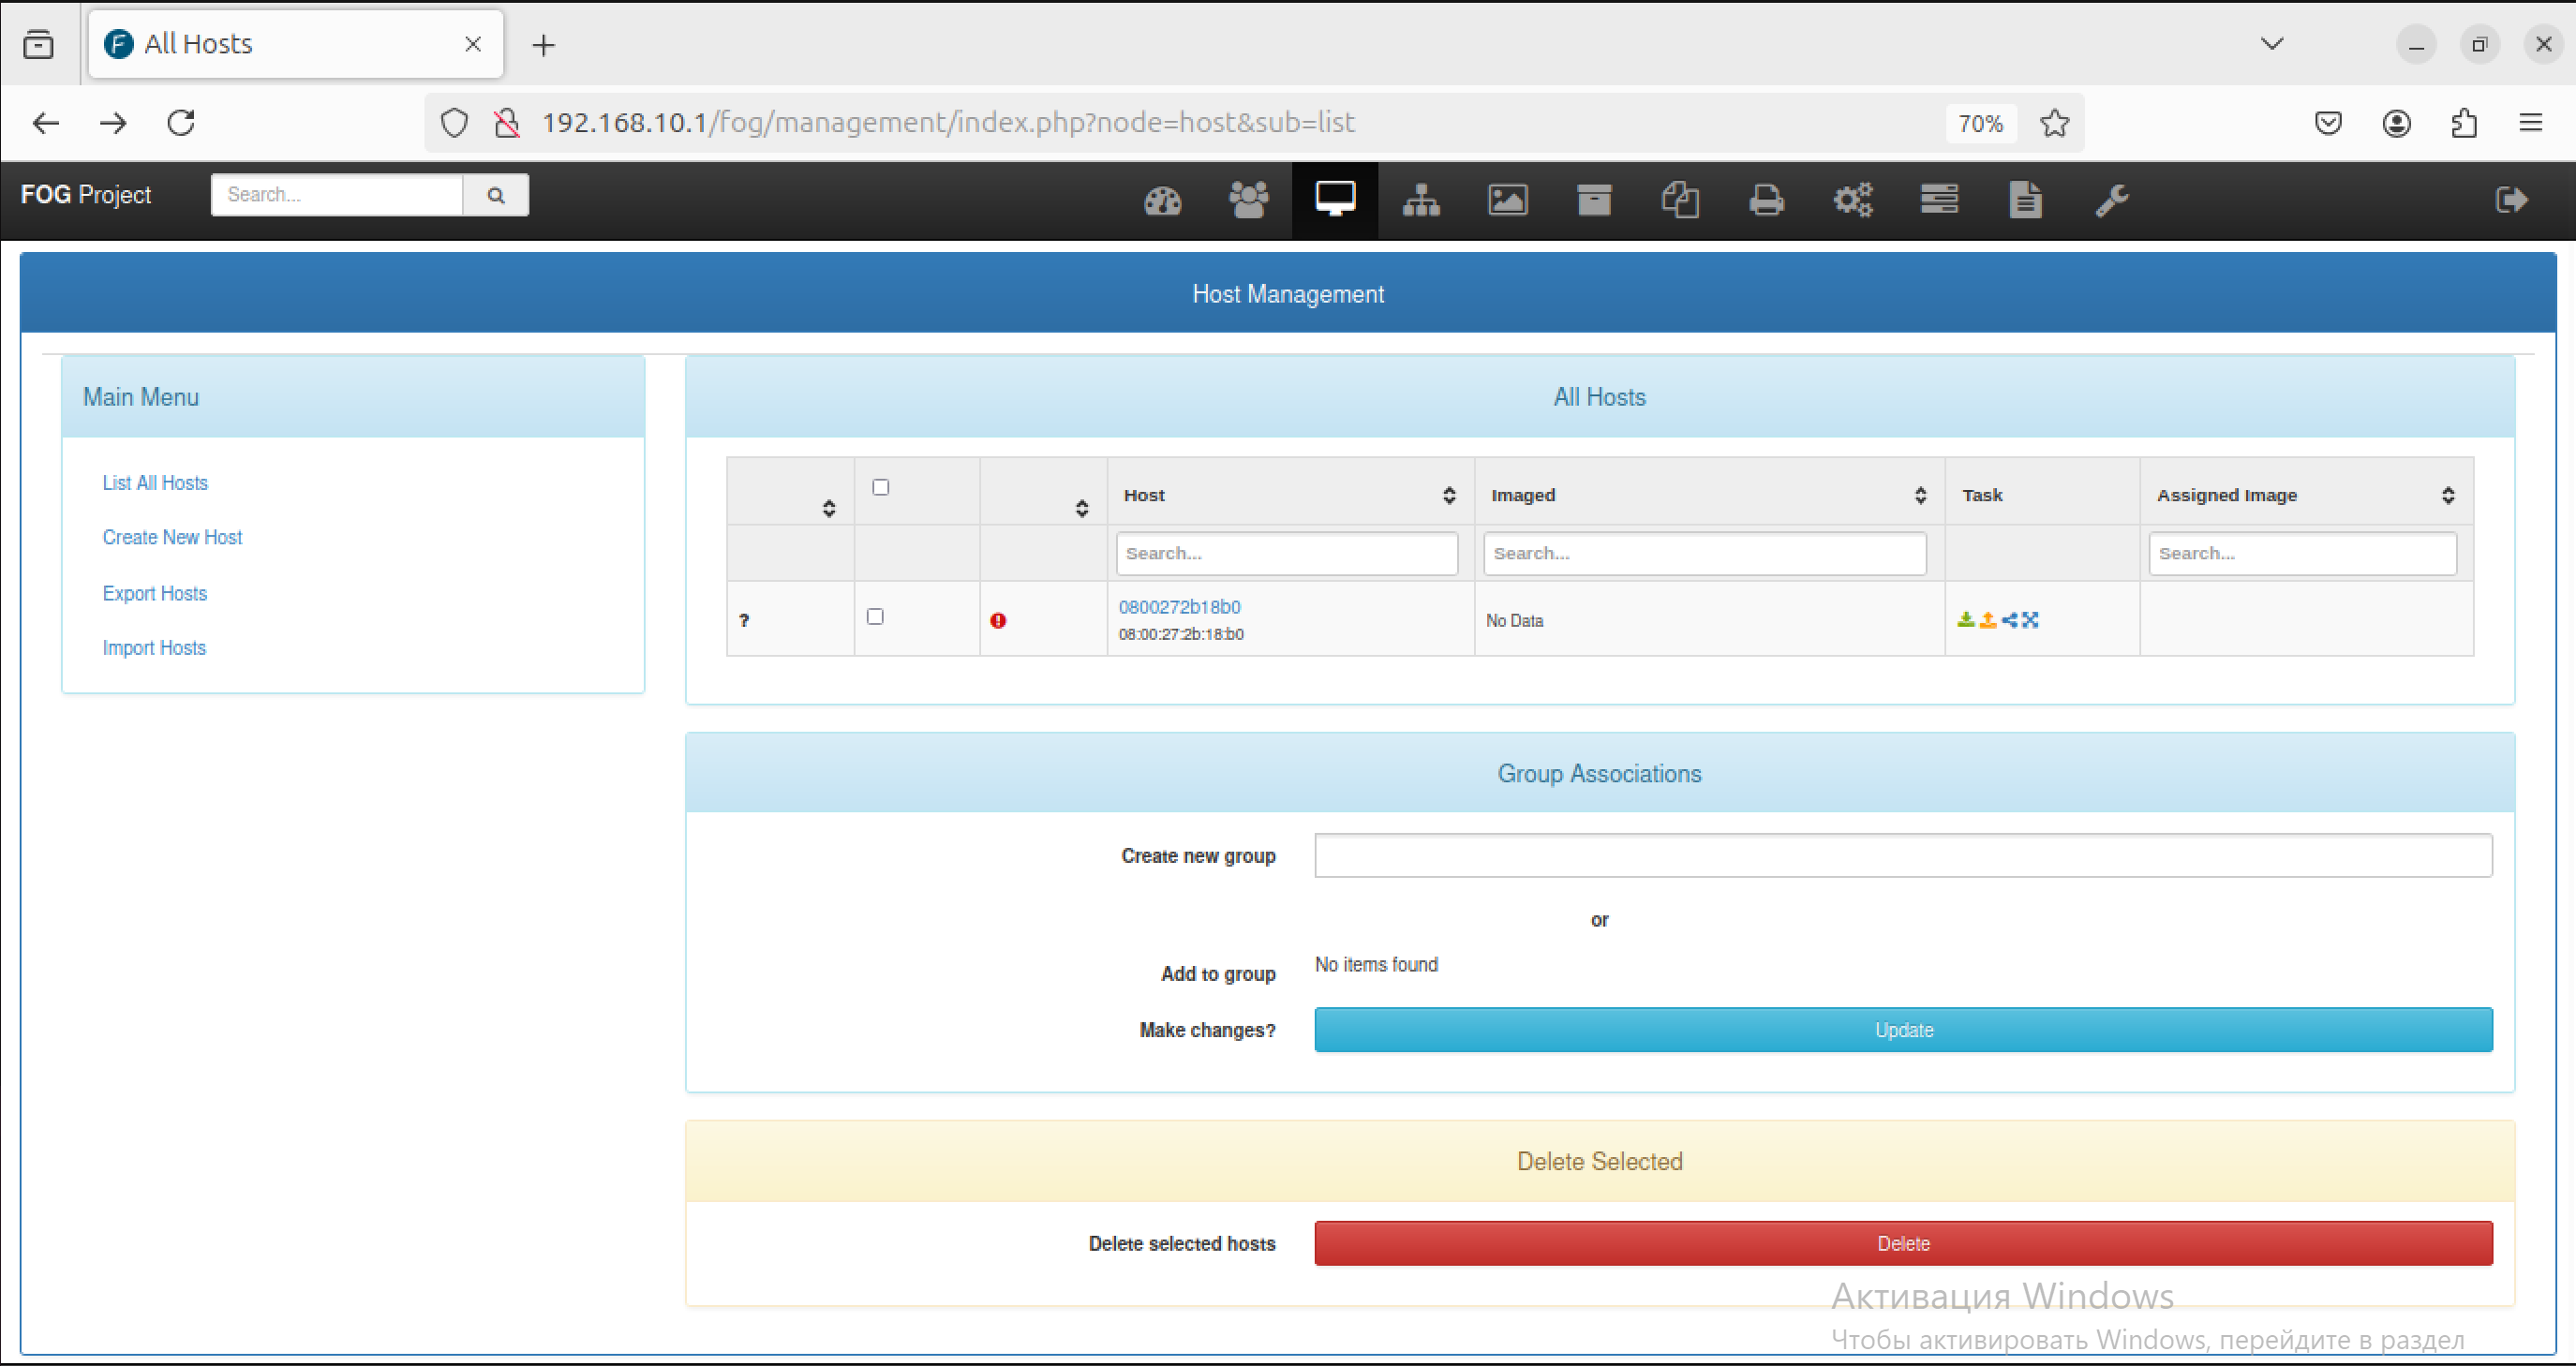 All Hosts
192.168.10.1/fog/management/index.php?node=host&sub=list
70%
FOG Project
Search...
Host Management
Main Menu
List All Hosts
Create New Host
Export Hosts
Import Hosts
All Hosts
Host Imaged Task Assigned Image
Search... Search... Search...
? 0800272b18b0 No Data
08:00:27:2b:18:b0
Group Associations
Create new group
or
Add to group No items found
Make changes? Update
Delete Selected
Delete selected hosts Delete
Активация Windows
Чтобы активировать Windows, перейдите в раздел